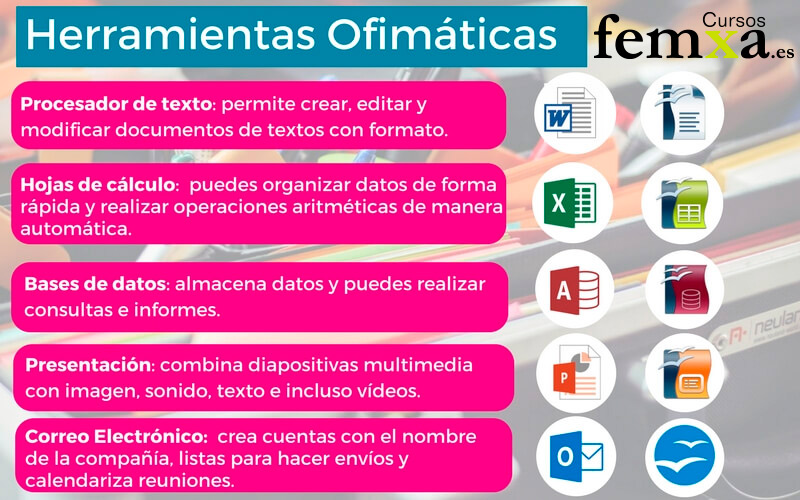 Herramientas Ofimáticas
Cursos
femxa.es
Procesador de texto: permite crear, editar y
modificar documentos de textos con formato.
W
Hojas de cálculo: puedes organizar datos de forma
rápida y realizar operaciones aritméticas de manera
automática.
X
Bases de datos: almacena datos y puedes realizar
consultas e informes.
A
neolan
Presentación: combina diapositivas multimedia
con imagen, sonido, texto e incluso vídeos.
P
Correo Electrónico: crea cuentas con el nombre
de la compañía, listas para hacer envíos y
calendariza reuniones.
O